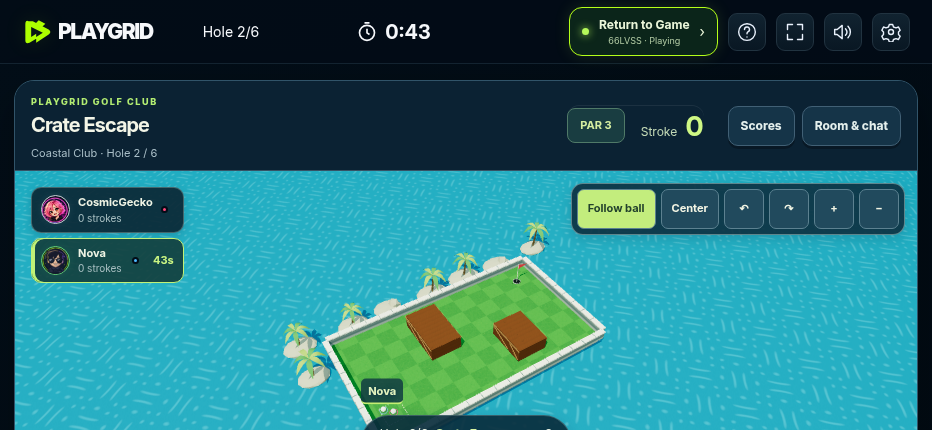 PLAYGRID
Hole 2/6
0:43
Return to Game
66LVSS · Playing
PLAYGRID GOLF CLUB
Crate Escape
Coastal Club · Hole 2 / 6
PAR 3
Stroke 0
Scores
Room & chat
CosmicGecko
0 strokes
Nova
0 strokes
43s
Follow ball
Center
Nova